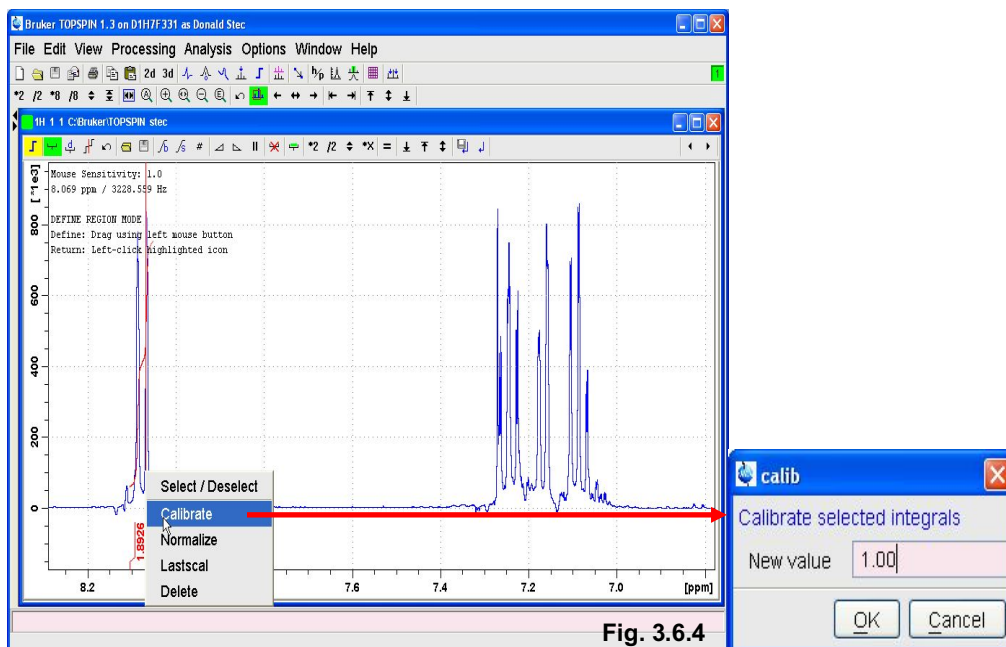 Bruker TOPSPIN 1.3 on D1H7F331 as Donald Stec
File Edit View Processing Analysis Options Window Help
2d 3d
1
*2 /2 *8 /8
1H 1 1 C:\Bruker\TOPSPIN stec
# *2 /2 *X =
[*1e3]
Mouse Sensitivity: 1.0
8.069 ppm / 3228.559 Hz
DEFINE REGION MODE
Define: Drag using left mouse button
Return: Left-click highlighted icon
800
600
400
200
0
1.8926
Select / Deselect
Calibrate
Normalize
Lastscal
Delete
8.2 7.6 7.4 7.2 7.0 [ppm]
Fig. 3.6.4
calib
Calibrate selected integrals
New value 1.00
OK Cancel